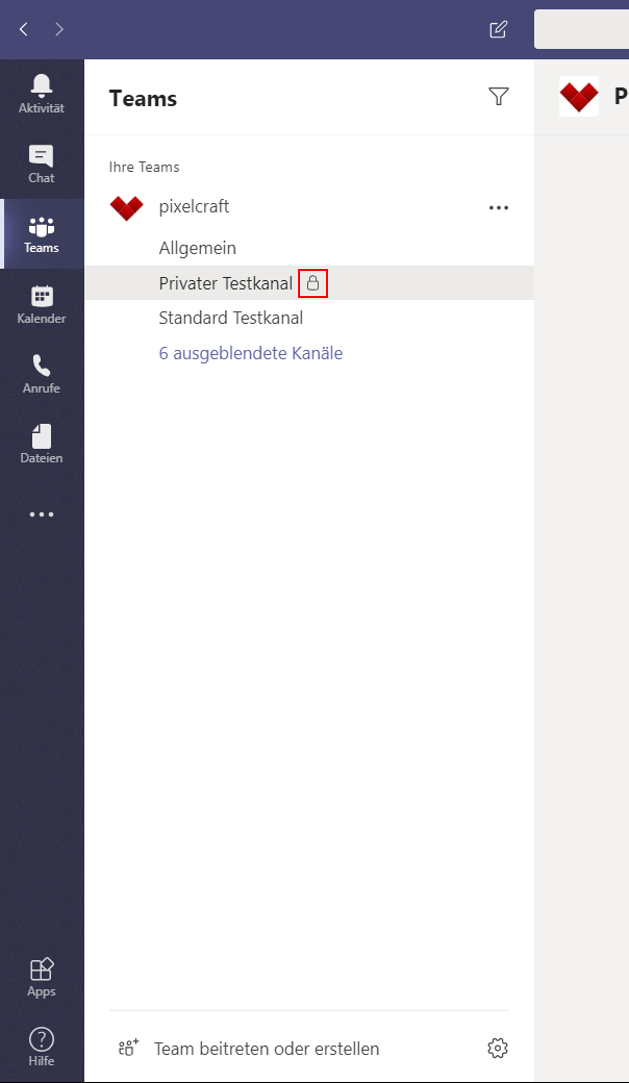 Teams
P
Aktivität
Chat
Teams
Kalender
Anrufe
Dateien
Apps
Hilfe
Ihre Teams
pixelcraft
Allgemein
Privater Testkanal
Standard Testkanal
6 ausgeblendete Kanäle
Team beitreten oder erstellen